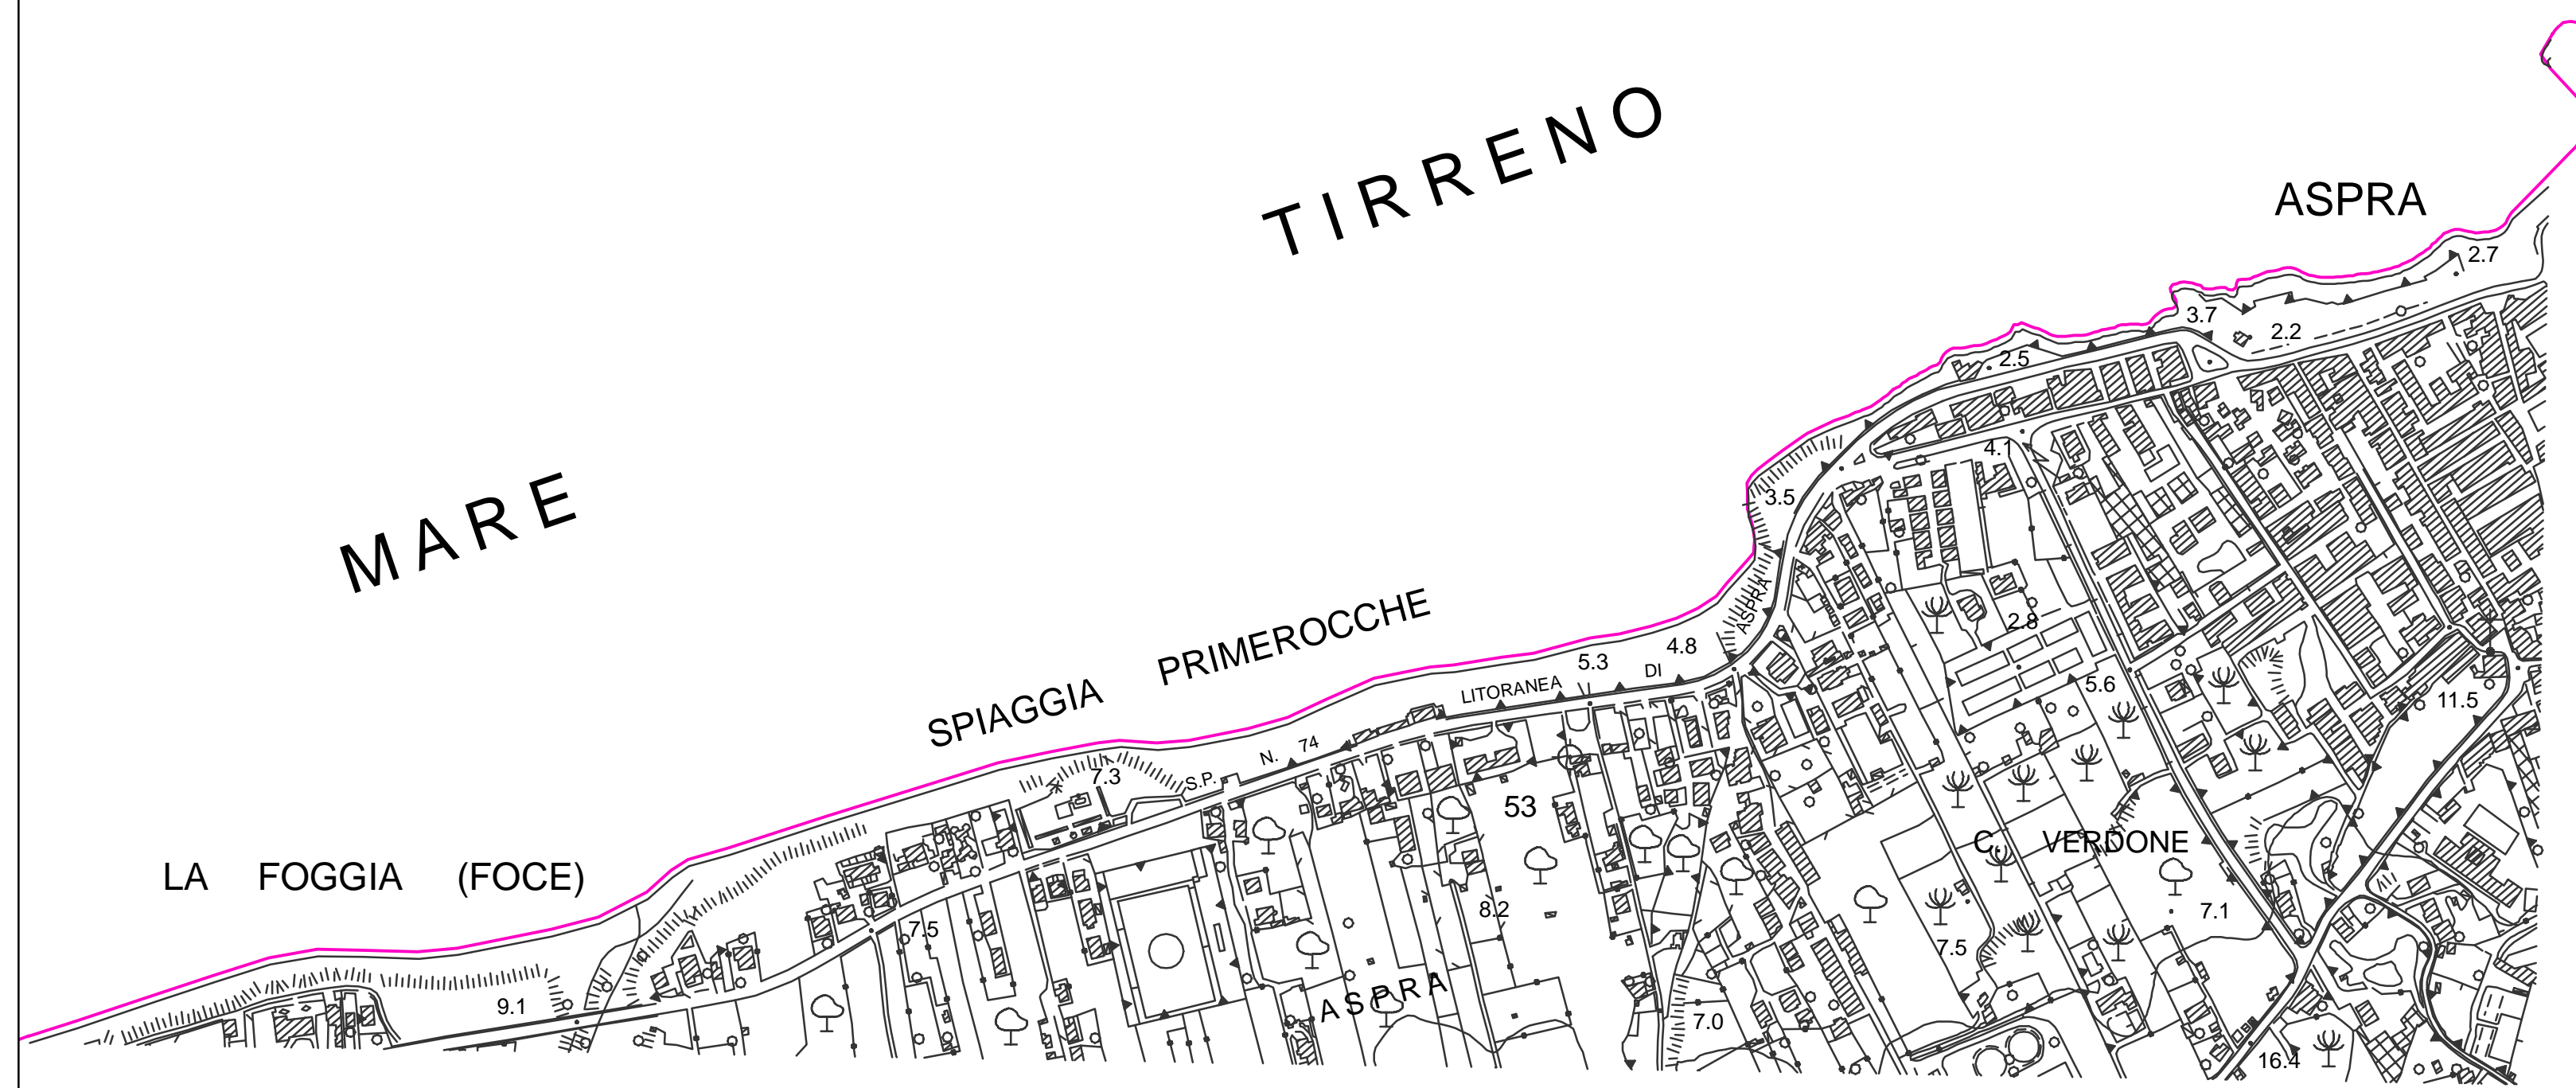 MARE TIRRENO
ASPRA
2.7
3.7
2.2
2.5
4.1
3.5
ASPRA
2.8
SPIAGGIA PRIMEROCCHE
5.3
4.8
LITORANEA DI
5.6
11.5
S.P. N. 74
7.3
53
C. VERDONE
LA FOGGIA (FOCE)
8.2
7.1
7.5
7.5
ASPRA
9.1
7.0
16.4